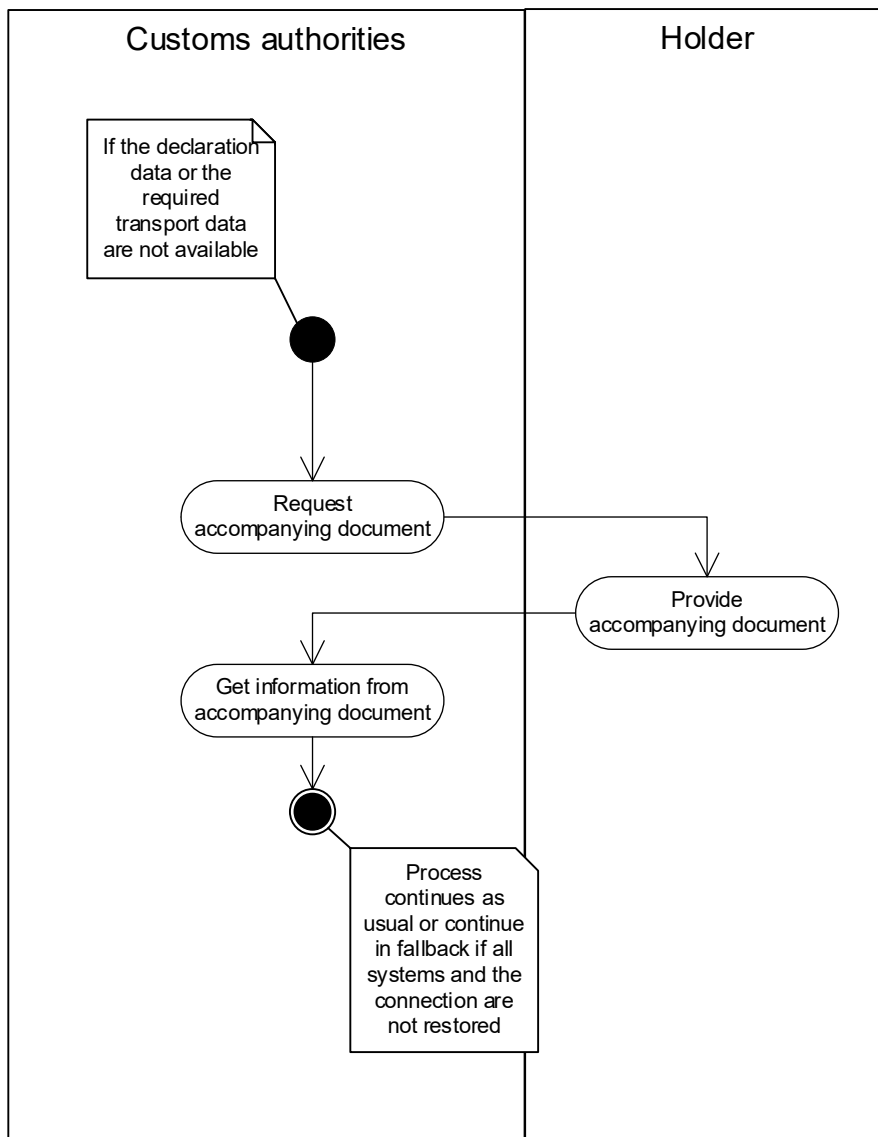 Customs authorities
Holder
If the declaration
data or the
required
transport data
are not available
Request
accompanying document
Provide
accompanying document
Get information from
accompanying document
Process
continues as
usual or continue
in fallback if all
systems and the
connection are
not restored